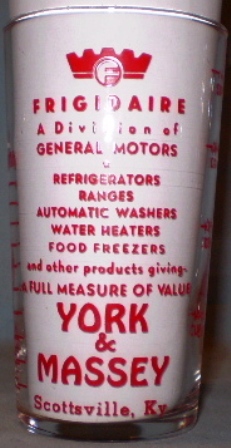 F
FRIGIDAIRE
A Division of
GENERAL MOTORS
REFRIGERATORS
RANGES
AUTOMATIC WASHERS
WATER HEATERS
FOOD FREEZERS
and other products giving-
A FULL MEASURE OF VALUE
YORK
&
MASSEY
Scottsville, Ky.